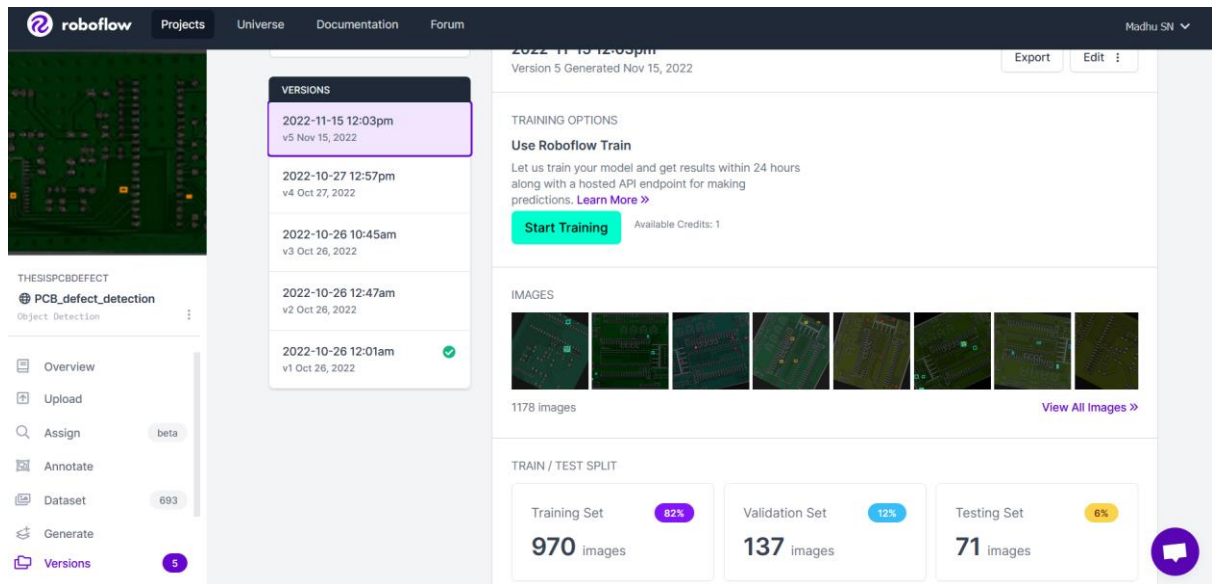 roboflow
Projects
Universe
Documentation
Forum
Madhu SN
THESISPCBDEFECT
PCB_defect_detection
Object Detection
Overview
Upload
Assign beta
Annotate
Dataset 693
Generate
Versions 5
VERSIONS
2022-11-15 12:03pm
v5 Nov 15, 2022
2022-10-27 12:57pm
v4 Oct 27, 2022
2022-10-26 10:45am
v3 Oct 26, 2022
2022-10-26 12:47am
v2 Oct 26, 2022
2022-10-26 12:01am
v1 Oct 26, 2022
2022-11-15 12:03pm
Version 5 Generated Nov 15, 2022
Export
Edit
TRAINING OPTIONS
Use Roboflow Train
Let us train your model and get results within 24 hours
along with a hosted API endpoint for making
predictions. Learn More »
Start Training
Available Credits: 1
IMAGES
1178 images
View All Images »
TRAIN / TEST SPLIT
Training Set 82%
970 images
Validation Set 12%
137 images
Testing Set 6%
71 images